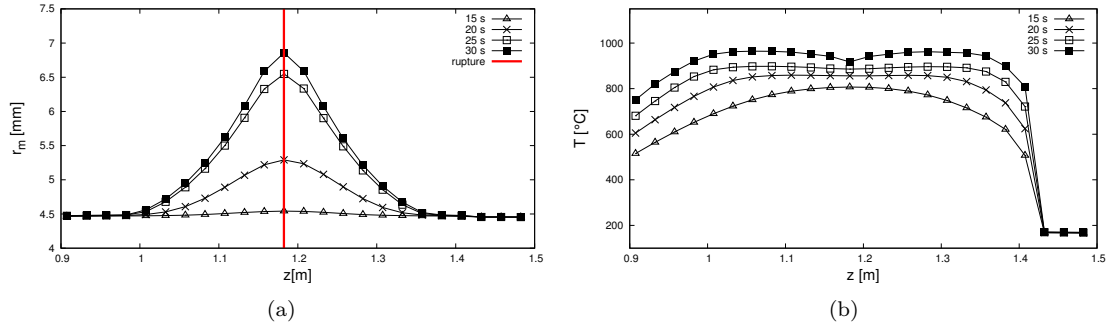 7.5
7
6.5
6
5.5
5
4.5
4
r_m [mm]
0.9 1 1.1 1.2 1.3 1.4 1.5
z[m]
15 s
20 s
25 s
30 s
rupture
(a)
1000
800
600
400
200
T [°C]
0.9 1 1.1 1.2 1.3 1.4 1.5
z [m]
15 s
20 s
25 s
30 s
(b)